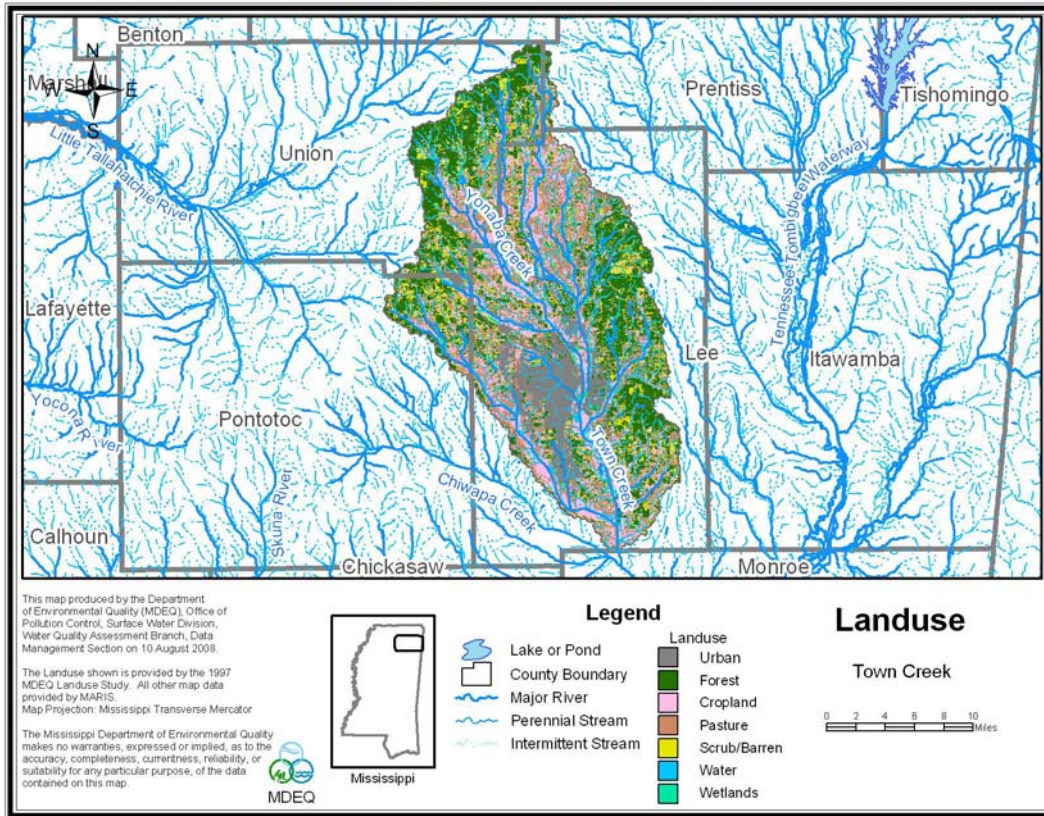 Benton
N
Marshall
W
E
S
Prentiss
Tishomingo
Little Tallahatchie River
Union
Yonaba Creek
Tennessee Tombigbee Waterway
Lafayette
Lee
Itawamba
Yocona River
Pontotoc
Town Creek
Skuna River
Chiwapa Creek
Calhoun
Chickasaw
Monroe
This map produced by the Department
of Environmental Quality (MDEQ), Office of
Pollution Control, Surface Water Division,
Water Quality Assessment Branch, Data
Management Section on 10 August 2008.
The Landuse shown is provided by the 1997
MDEQ Landuse Study. All other map data
provided by MARIS.
Map Projection: Mississippi Transverse Mercator
The Mississippi Department of Environmental Quality
makes no warranties, expressed or implied, as to the
accuracy, completeness, currentness, reliability, or
suitability for any particular purpose, of the data
contained on this map.
MDEQ
Mississippi
Legend
Lake or Pond
County Boundary
Major River
Perennial Stream
Intermittent Stream
Landuse
Urban
Forest
Cropland
Pasture
Scrub/Barren
Water
Wetlands
Landuse
Town Creek
0 2 4 6 8 10
Miles